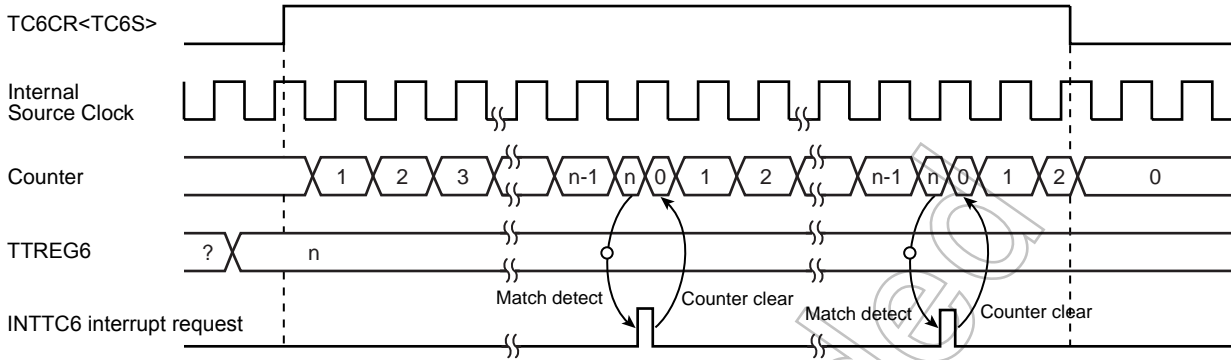 TC6CR<TC6S>
Internal
Source Clock
Counter
1 2 3 n-1 n 0 1 2 n-1 n 0 1 2 0
TTREG6
? n
Match detect Counter clear Match detect Counter clear
INTTC6 interrupt request